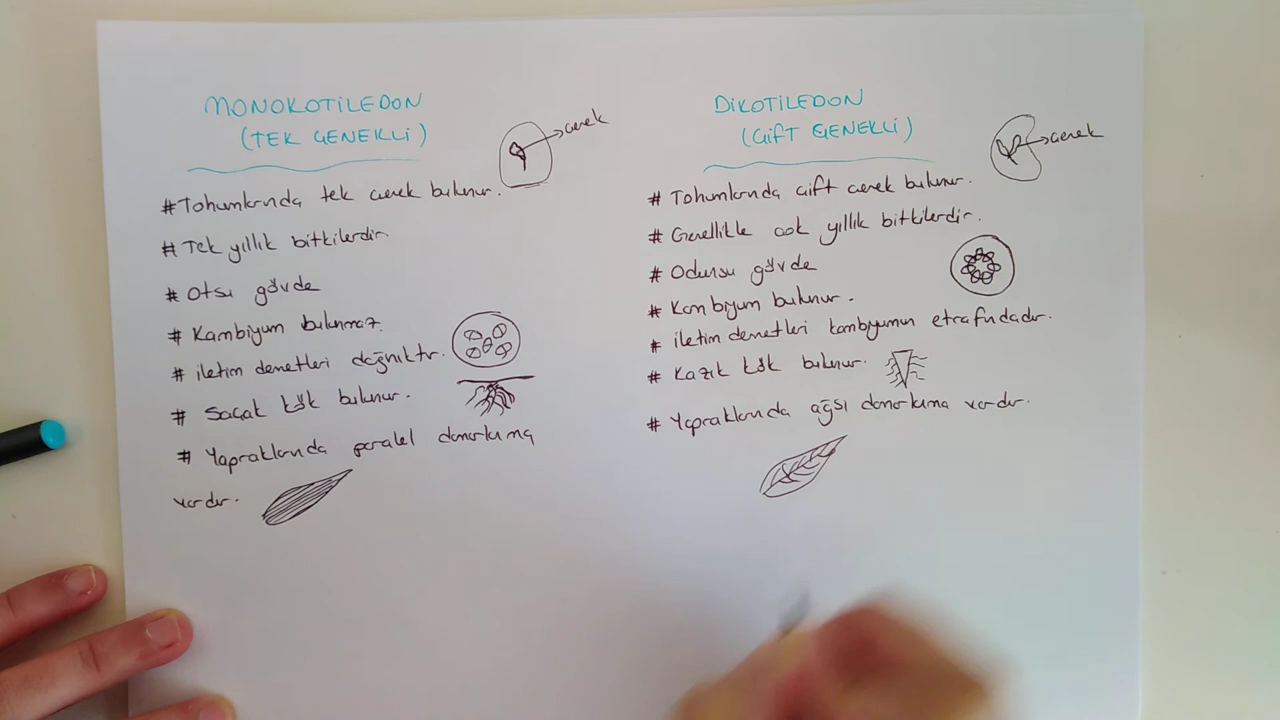 MONOKOTİLEDON
(TEK ÇENEKLİ)
çenek
#Tohumlarında tek çenek bulunur.
# Tek yıllık bitkilerdir.
# Otsu gövde
# Kambiyum bulunmaz.
# iletim demetleri dağınıktır.
# Saçak kök bulunur.
# Yapraklarında paralel damarlanma
vardır.
DİKOTİLEDON
(ÇİFT ÇENEKLİ)
çenek
# Tohumlarında çift çenek bulunur.
# Genellikle çok yıllık bitkilerdir.
# Odunsu gövde
# Kambiyum bulunur.
# iletim demetleri kambiyumun etrafındadır.
# Kazık kök bulunur.
# Yapraklarında ağsı damarlanma vardır.